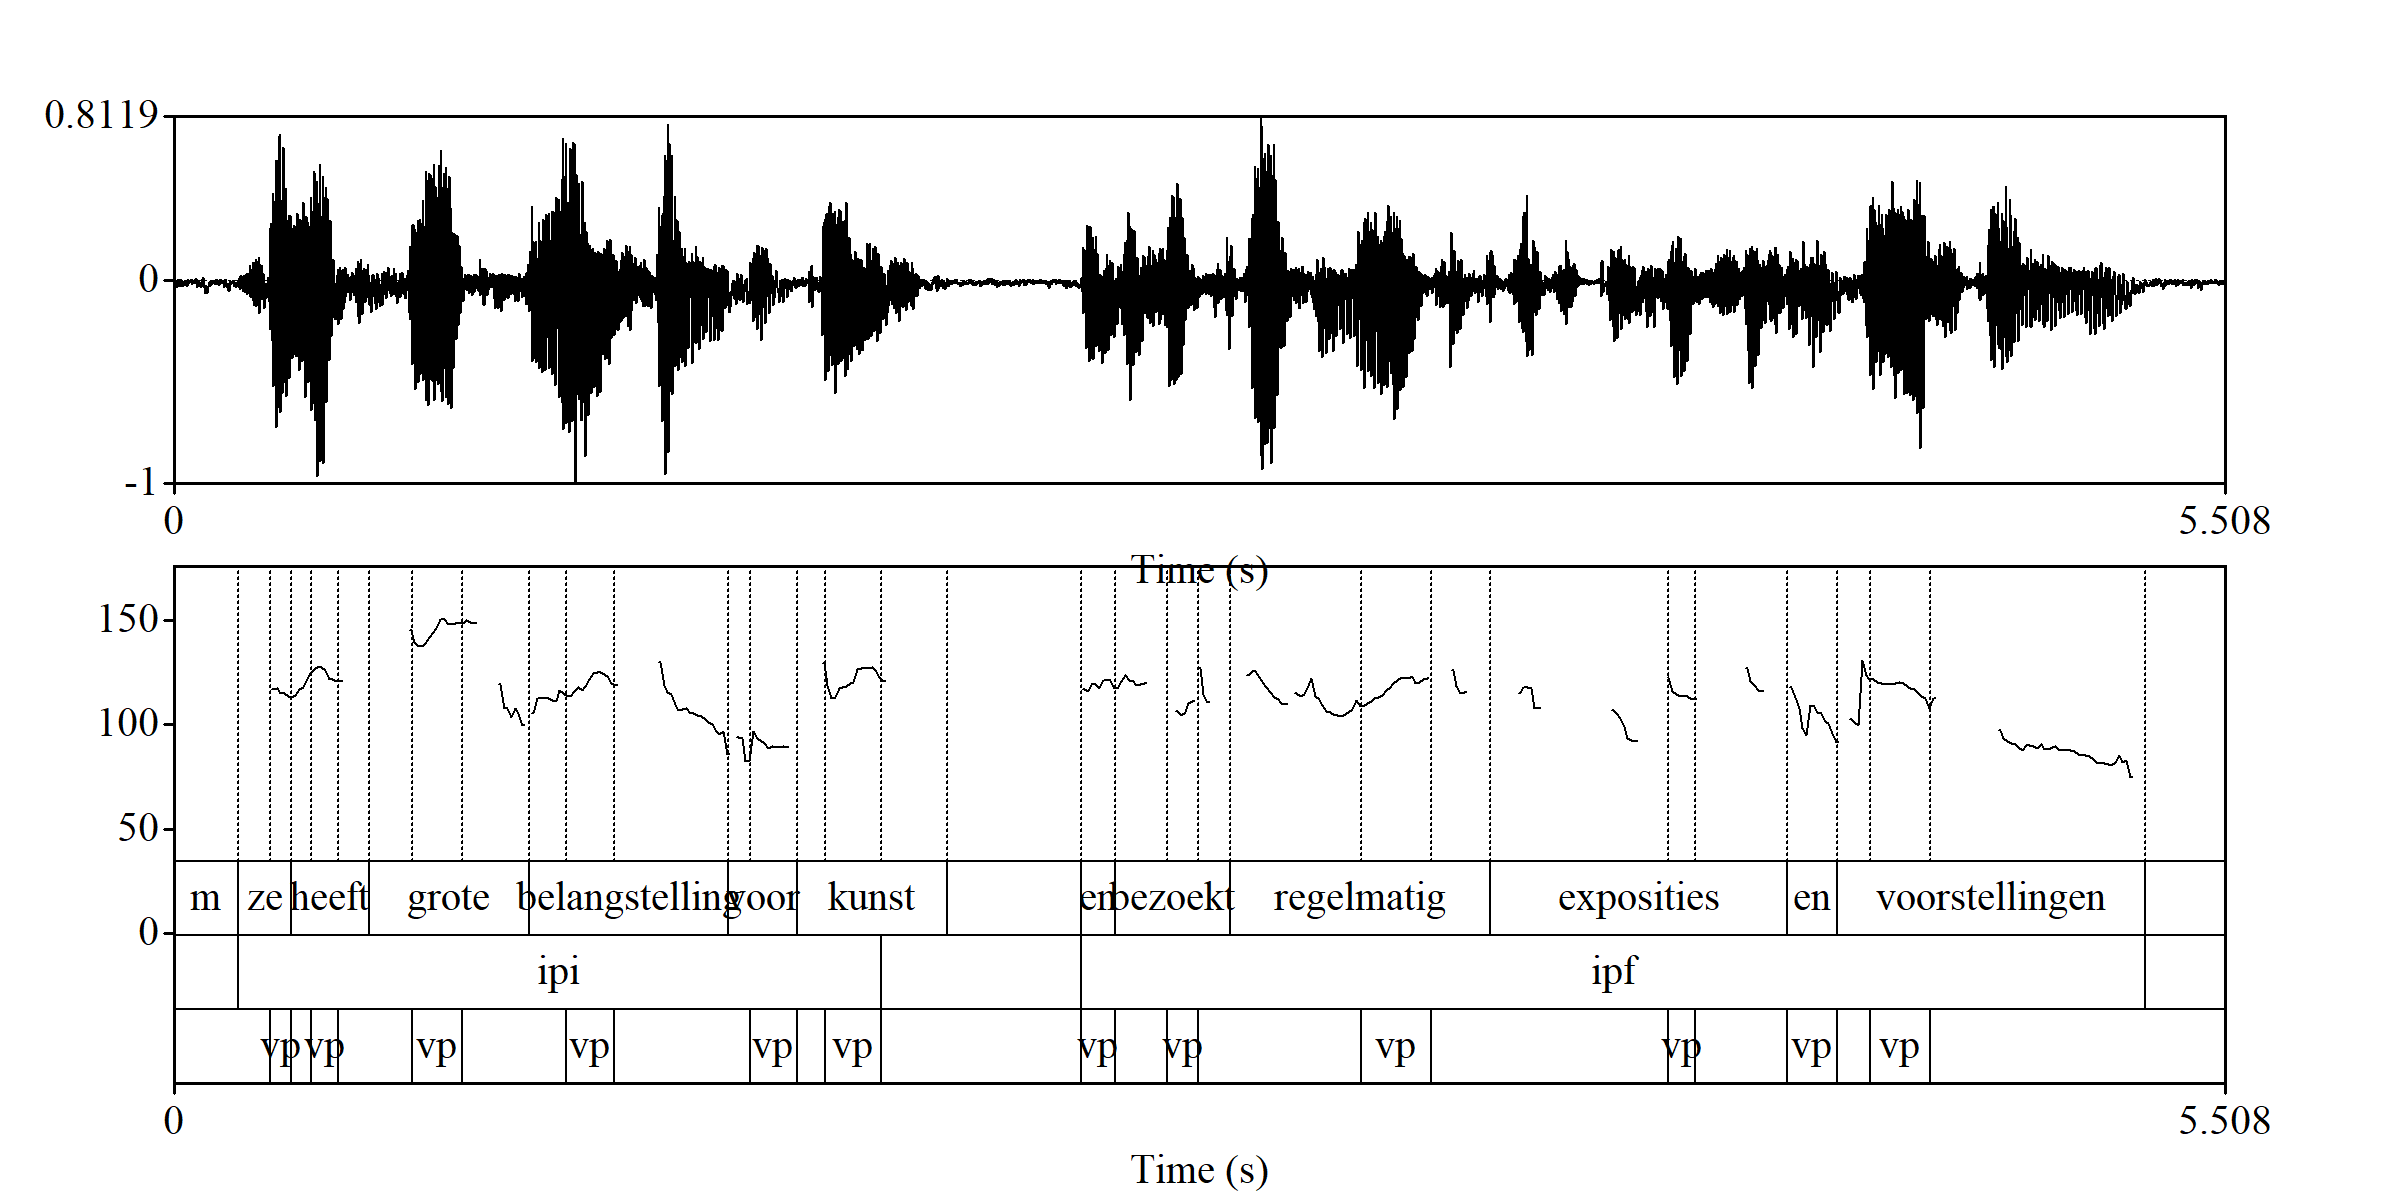 0.8119
0
-1
0 5.508
Time (s)
150
100
50
0
m ze heeft grote belangstelling voor kunst en bezoekt regelmatig exposities en voorstellingen
ipi ipf
vp vp vp vp vp vp vp vp vp vp vp vp
0 5.508
Time (s)